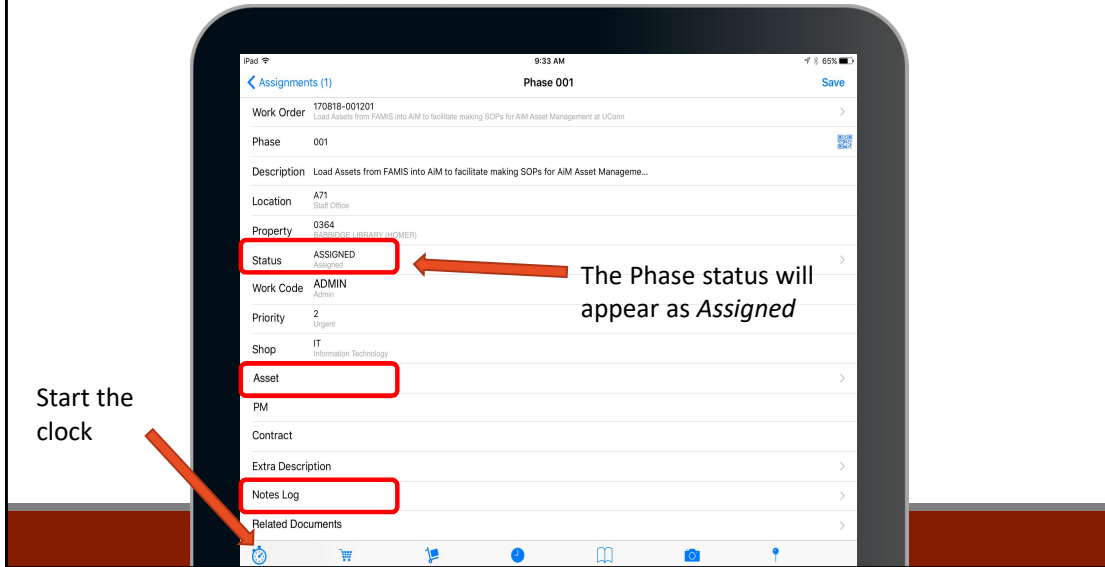 iPad 9:33 AM 65%
Assignments (1) Phase 001 Save
Work Order 170818-001201
Load Assets from FAMIS into AiM to facilitate making SOPs for AiM Asset Management at UConn
Phase 001
Description Load Assets from FAMIS into AiM to facilitate making SOPs for AiM Asset Manageme...
Location A71
Staff Office
Property 0364
BABBIDGE LIBRARY (HOMER)
Status ASSIGNED
Assigned
The Phase status will
appear as Assigned
Work Code ADMIN
Admin
Priority 2
Urgent
Shop IT
Information Technology
Asset
Start the
clock
PM
Contract
Extra Description
Notes Log
Related Documents